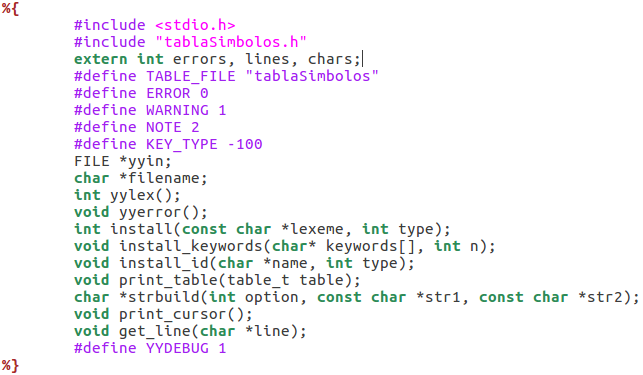 %{
#include <stdio.h>
#include "tablaSimbolos.h"
extern int errors, lines, chars;
#define TABLE_FILE "tablaSimbolos"
#define ERROR 0
#define WARNING 1
#define NOTE 2
#define KEY_TYPE -100
FILE *yyin;
char *filename;
int yylex();
void yyerror();
int install(const char *lexeme, int type);
void install_keywords(char* keywords[], int n);
void install_id(char *name, int type);
void print_table(table_t table);
char *strbuild(int option, const char *str1, const char *str2);
void print_cursor();
void get_line(char *line);
#define YYDEBUG 1
%}